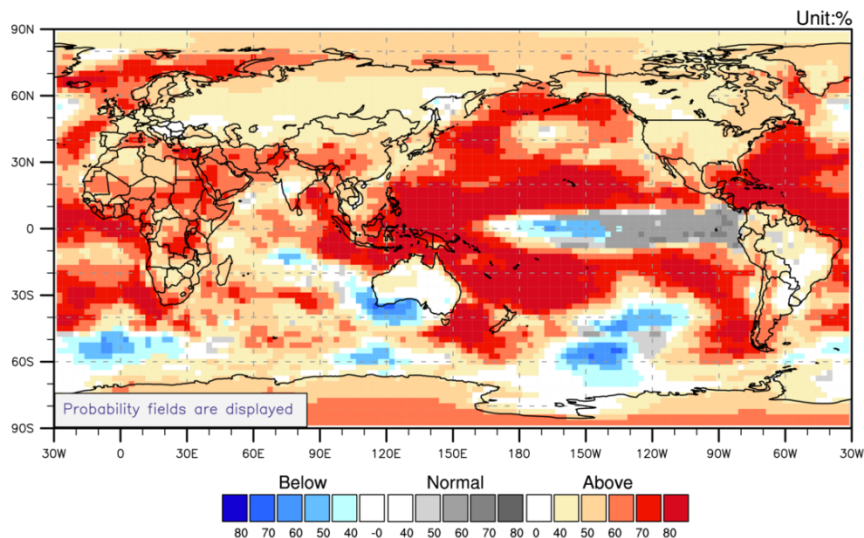 Unit:%
90N
60N
30N
0
30S
60S
90S
Probability fields are displayed
30W 0 30E 60E 90E 120E 150E 180 150W 120W 90W 60W 30W
Below Normal Above
80 70 60 50 40 -0 40 50 60 70 80 0 40 50 60 70 80